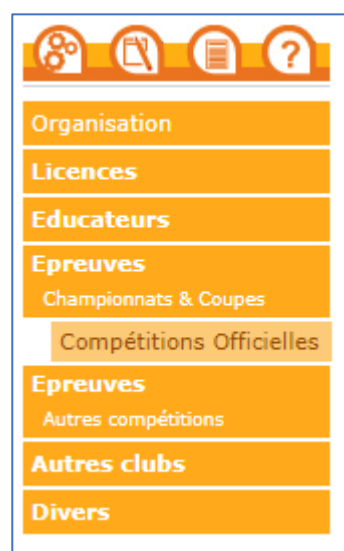 ?
Organisation
Licences
Educateurs
Epreuves
Championnats & Coupes
Compétitions Officielles
Epreuves
Autres compétitions
Autres clubs
Divers